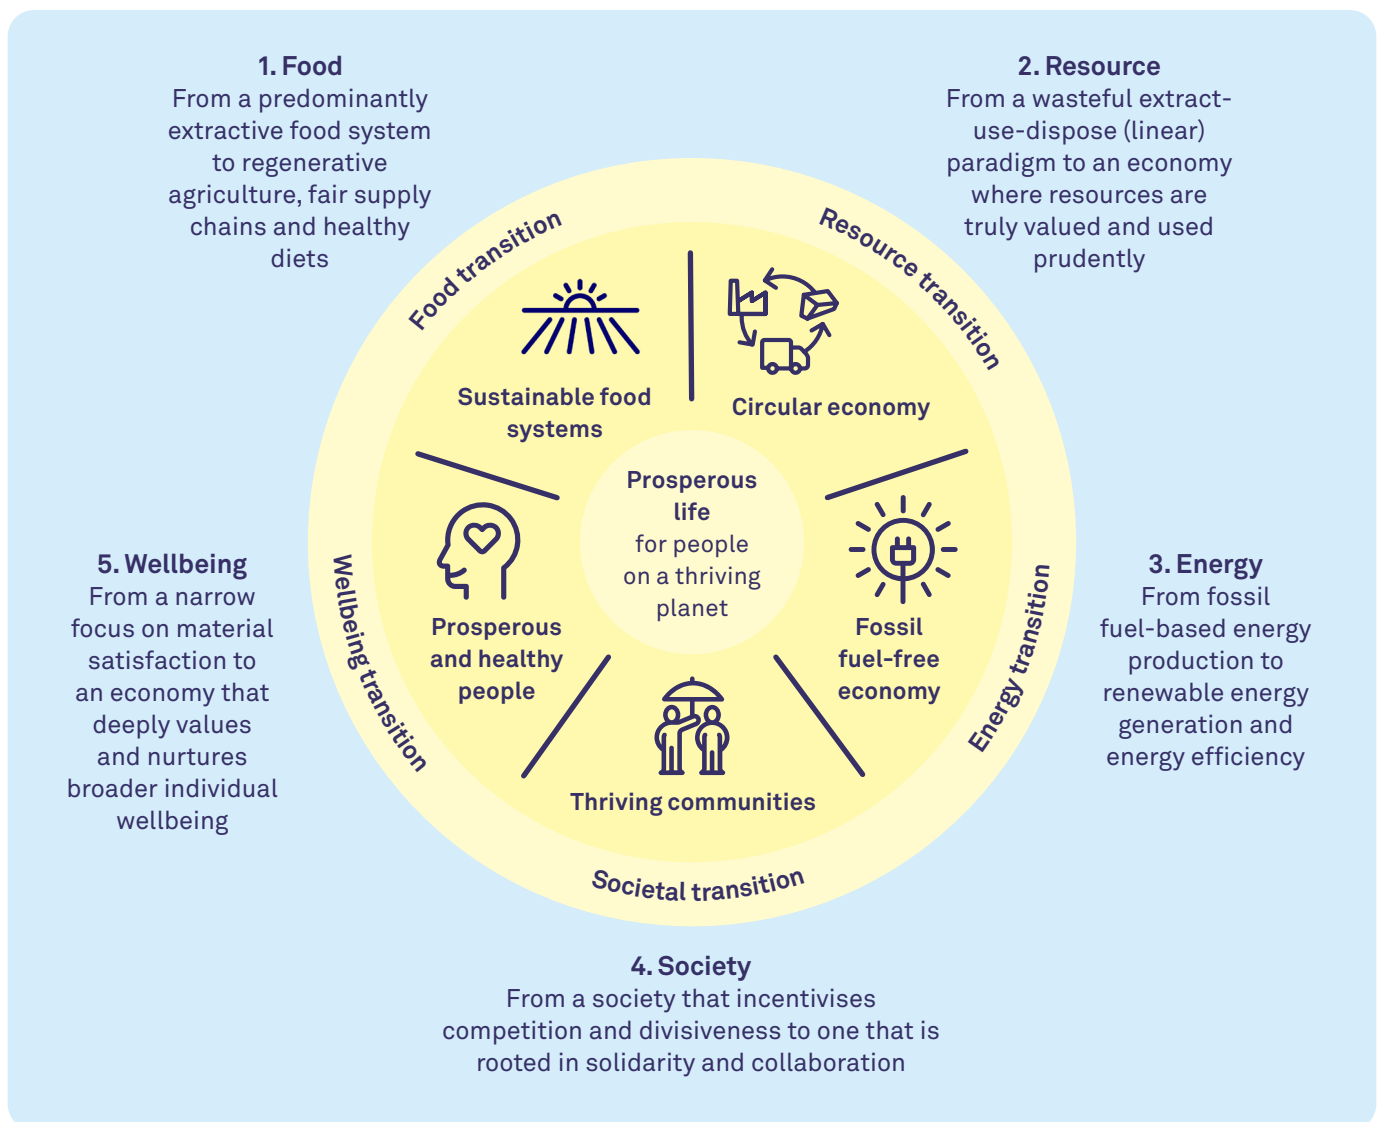 1. Food
From a predominantly
extractive food system
to regenerative
agriculture, fair supply
chains and healthy
diets
2. Resource
From a wasteful extract-
use-dispose (linear)
paradigm to an economy
where resources are
truly valued and used
prudently
Food transition
Resource transition
Sustainable food
systems
Circular economy
Prosperous
life
for people
on a thriving
planet
5. Wellbeing
From a narrow
focus on material
satisfaction to
an economy that
deeply values
and nurtures
broader individual
wellbeing
Wellbeing transition
Prosperous
and healthy
people
Fossil
fuel-free
economy
Energy transition
3. Energy
From fossil
fuel-based energy
production to
renewable energy
generation and
energy efficiency
Thriving communities
Societal transition
4. Society
From a society that incentivises
competition and divisiveness to one that is
rooted in solidarity and collaboration